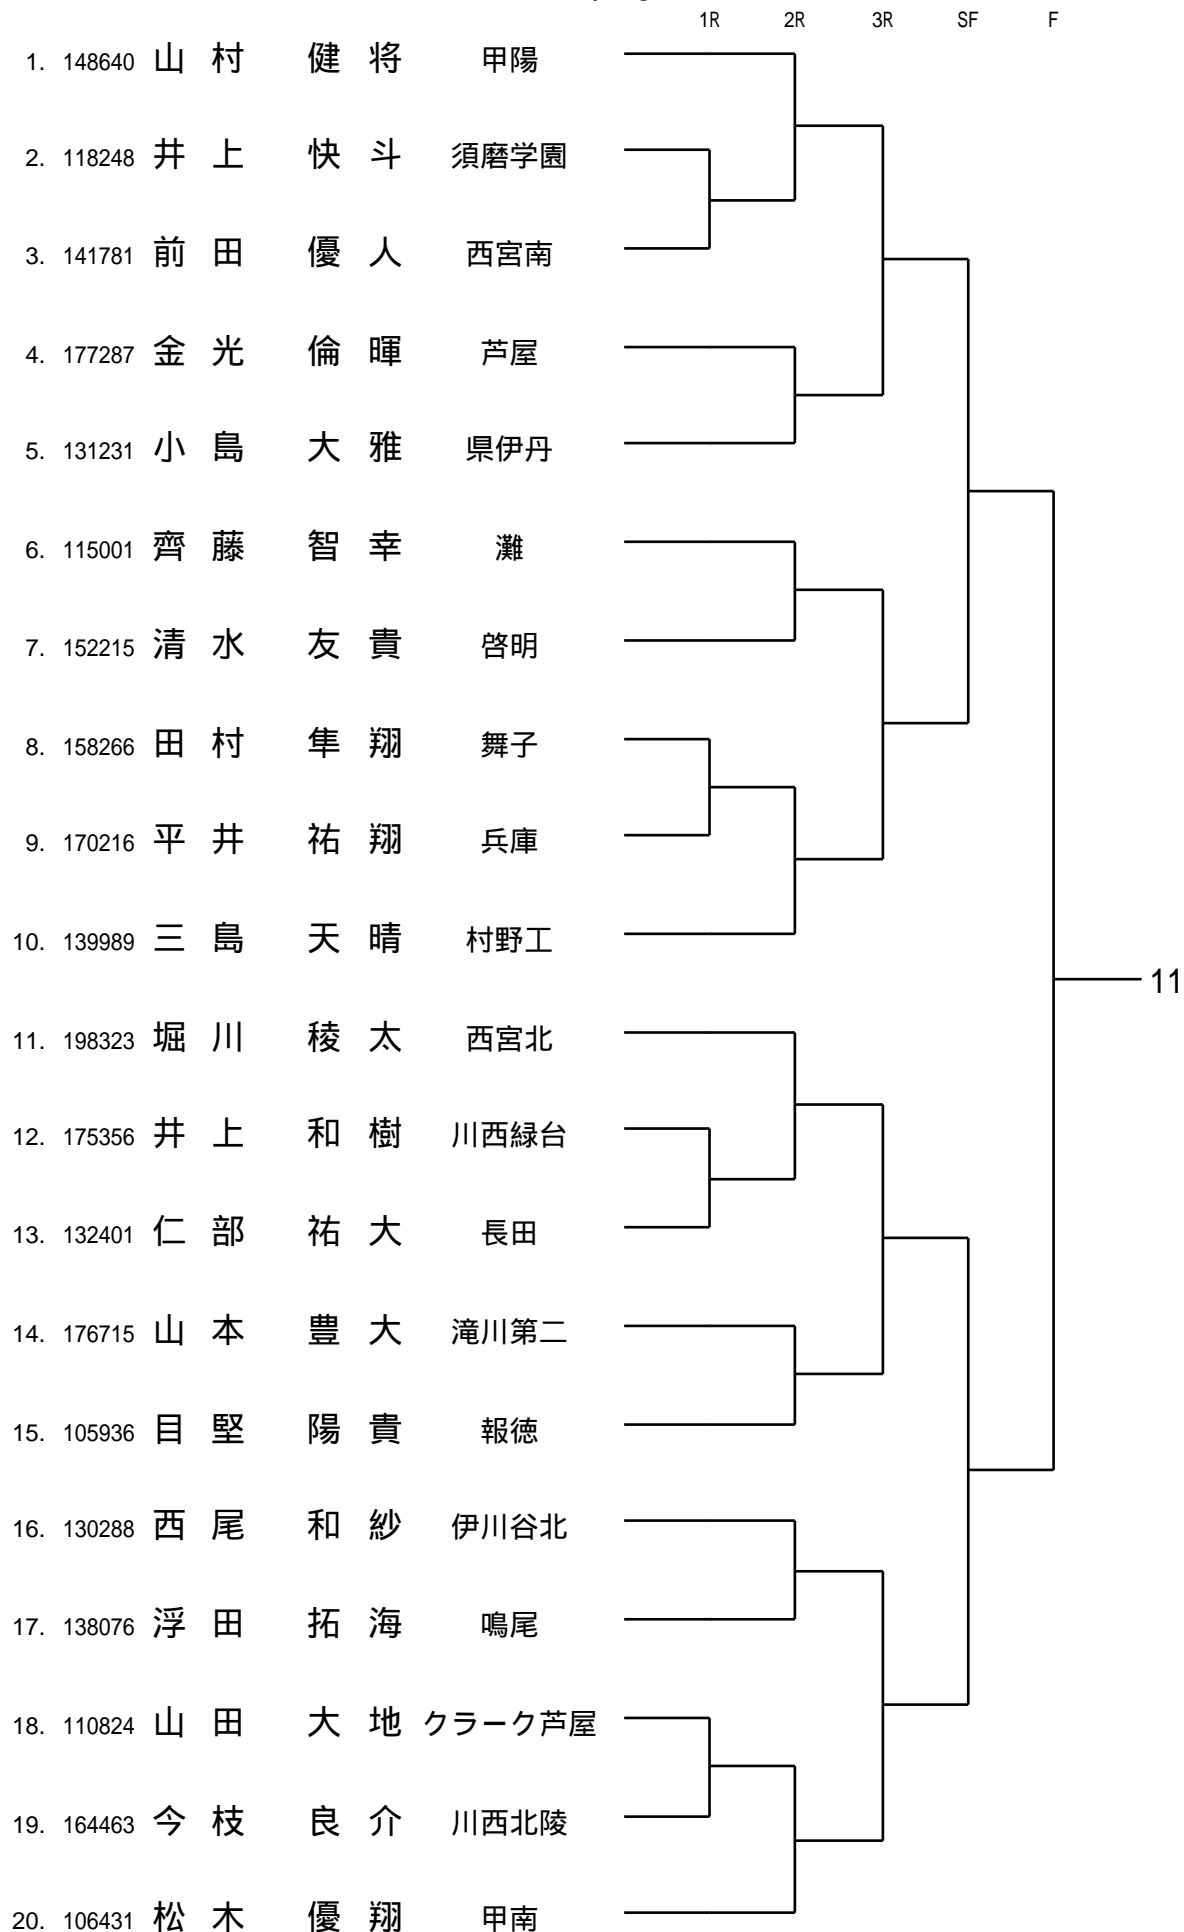 1R 2R 3R SF F
1. 148640 山村 健将 甲陽
2. 118248 井上 快斗 須磨学園
3. 141781 前田 優人 西宮南
4. 177287 金光 倫暉 芦屋
5. 131231 小島 大雅 県伊丹
6. 115001 齊藤 智幸 灘
7. 152215 清水 友貴 啓明
8. 158266 田村 隼翔 舞子
9. 170216 平井 祐翔 兵庫
10. 139989 三島 天晴 村野工
11
11. 198323 堀川 稜太 西宮北
12. 175356 井上 和樹 川西緑台
13. 132401 仁部 祐大 長田
14. 176715 山本 豊大 滝川第二
15. 105936 目堅 陽貴 報徳
16. 130288 西尾 和紗 伊川谷北
17. 138076 浮田 拓海 鳴尾
18. 110824 山田 大地 クラーク芦屋
19. 164463 今枝 良介 川西北陵
20. 106431 松木 優翔 甲南